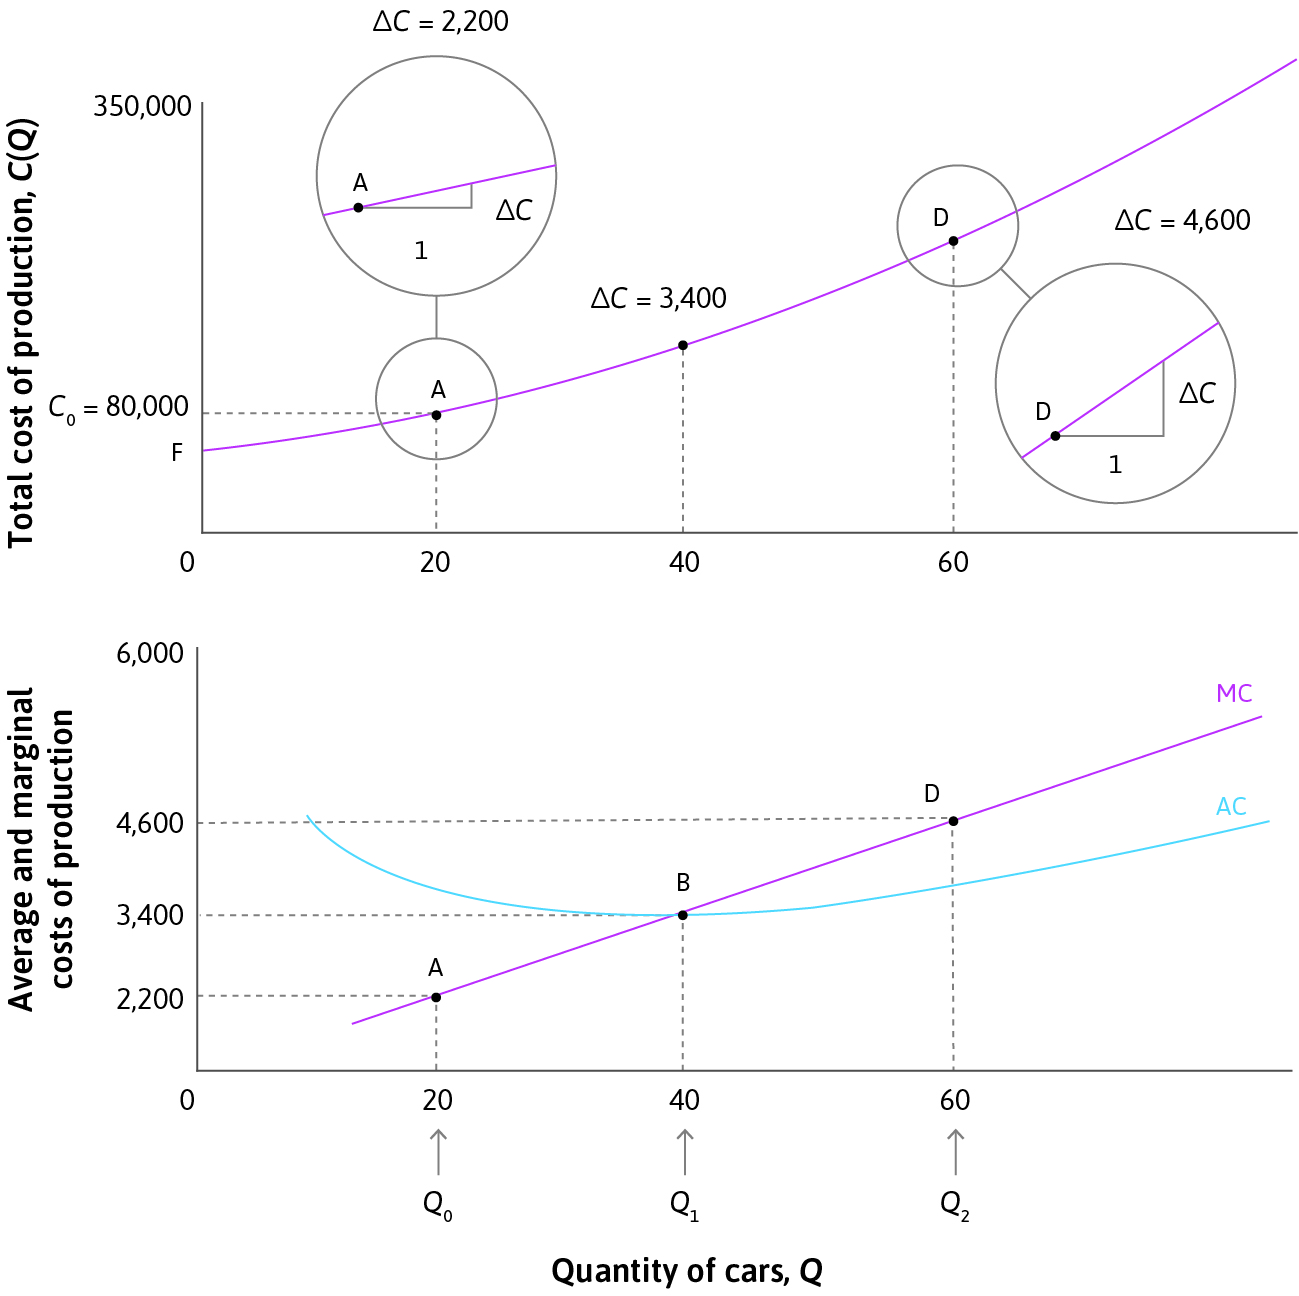 ΔC = 2,200
350,000
Total cost of production, C(Q)
A
ΔC
1
D
ΔC = 4,600
ΔC = 3,400
A
C₀ = 80,000
F
ΔC
D
1
0
20
40
60
6,000
Average and marginal
costs of production
MC
AC
D
4,600
B
3,400
A
2,200
0
20
40
60
Q₀
Q₁
Q₂
Quantity of cars, Q